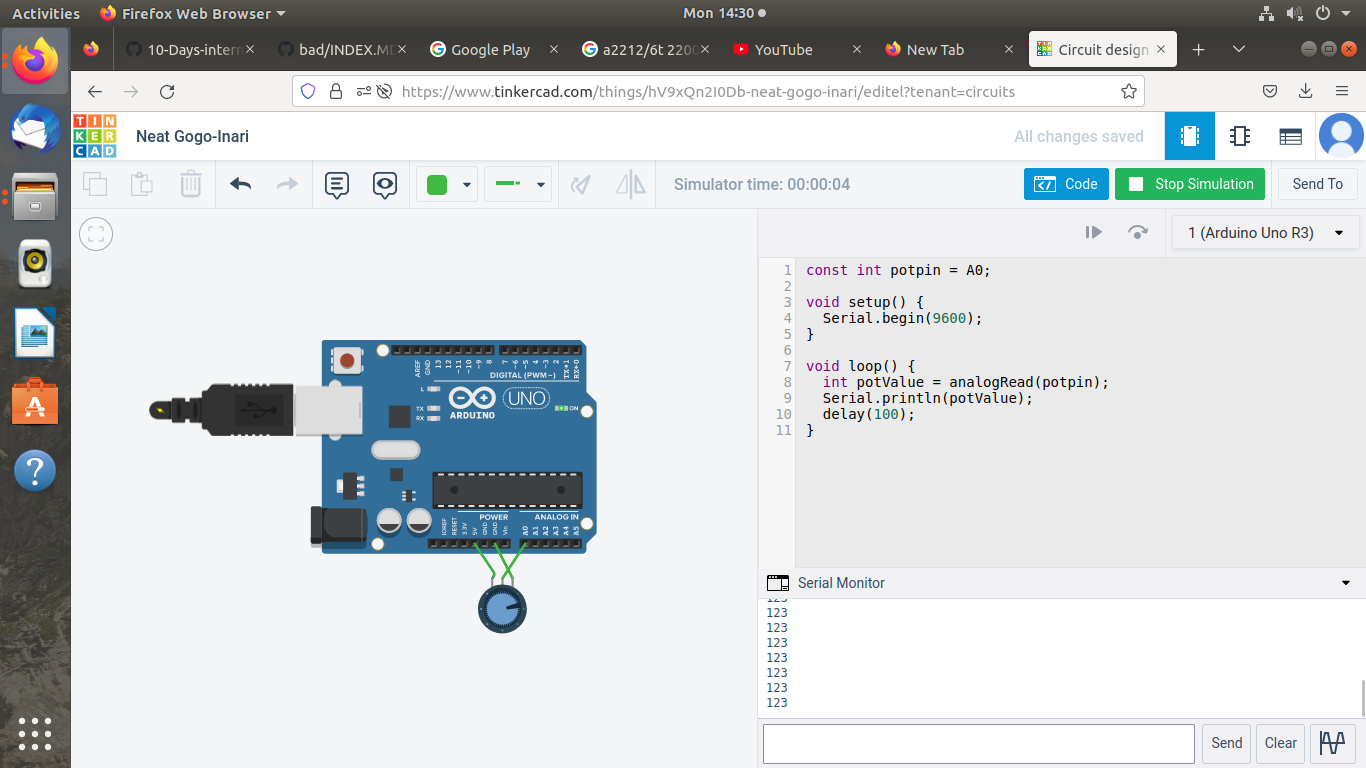 Activities
Firefox Web Browser
Mon 14:30
10-Days-intern
bad/INDEX.MD
Google Play
a2212/6t 2200
YouTube
New Tab
Circuit design
https://www.tinkercad.com/things/hV9xQn2I0Db-neat-gogo-inari/editel?tenant=circuits
TIN
KER
CAD
Neat Gogo-Inari
All changes saved
Simulator time: 00:00:04
Code
Stop Simulation
Send To
1 (Arduino Uno R3)
1 const int potpin = A0;
2
3 void setup() {
4 Serial.begin(9600);
5 }
6
7 void loop() {
8 int potValue = analogRead(potpin);
9 Serial.println(potValue);
10 delay(100);
11 }
AREF
GND
13
12
~11
~10
~9
8
7
~6
~5
4
~3
2
TX→1
RX←0
DIGITAL (PWM~)
L
TX
RX
ARDUINO
UNO
ON
POWER
ANALOG IN
IOREF
RESET
3.3V
5V
GND
GND
Vin
A0
A1
A2
A3
A4
A5
Serial Monitor
123
123
123
123
123
123
123
123
Send
Clear